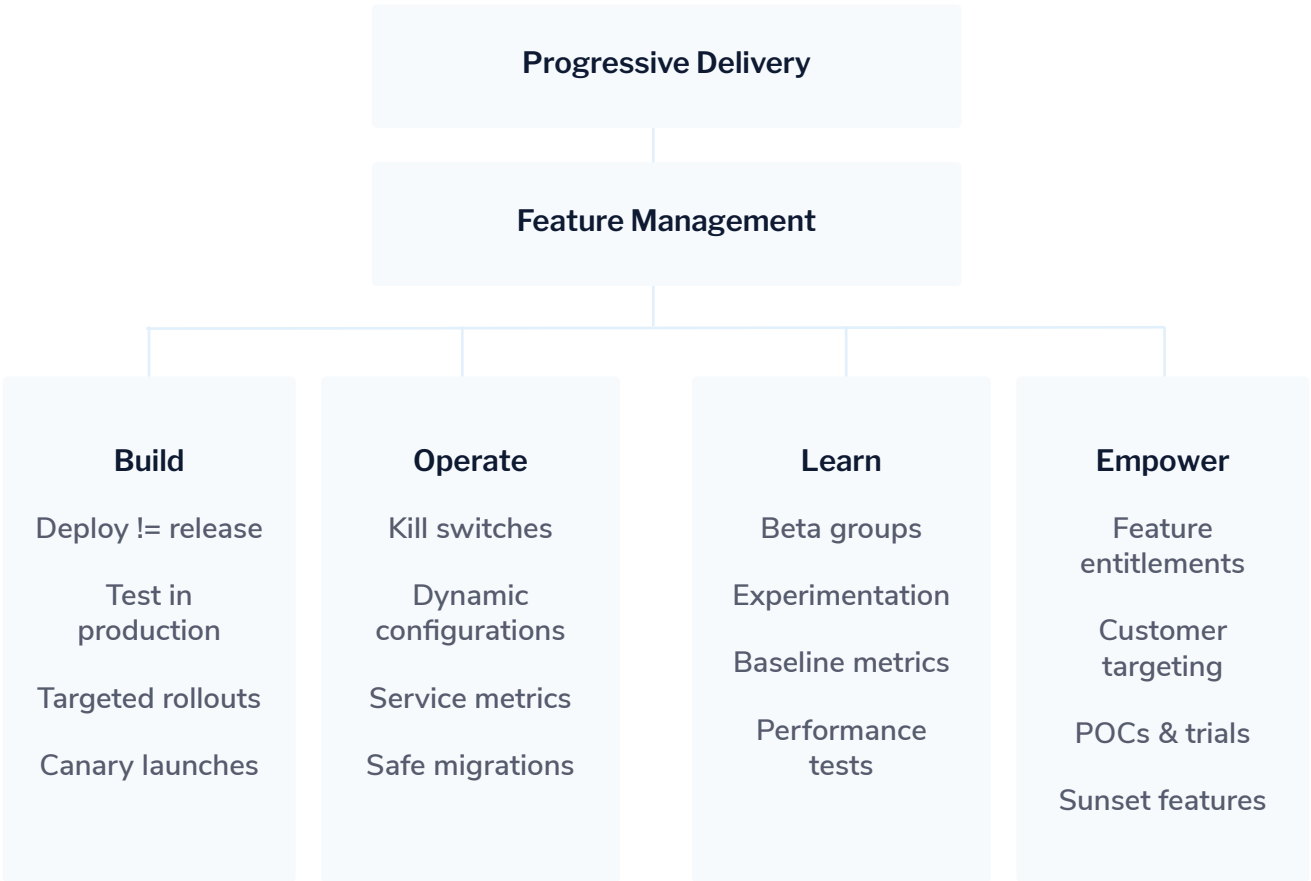 Progressive Delivery
Feature Management
Build
Deploy != release
Test in
production
Targeted rollouts
Canary launches
Operate
Kill switches
Dynamic
configurations
Service metrics
Safe migrations
Learn
Beta groups
Experimentation
Baseline metrics
Performance
tests
Empower
Feature
entitlements
Customer
targeting
POCs & trials
Sunset features